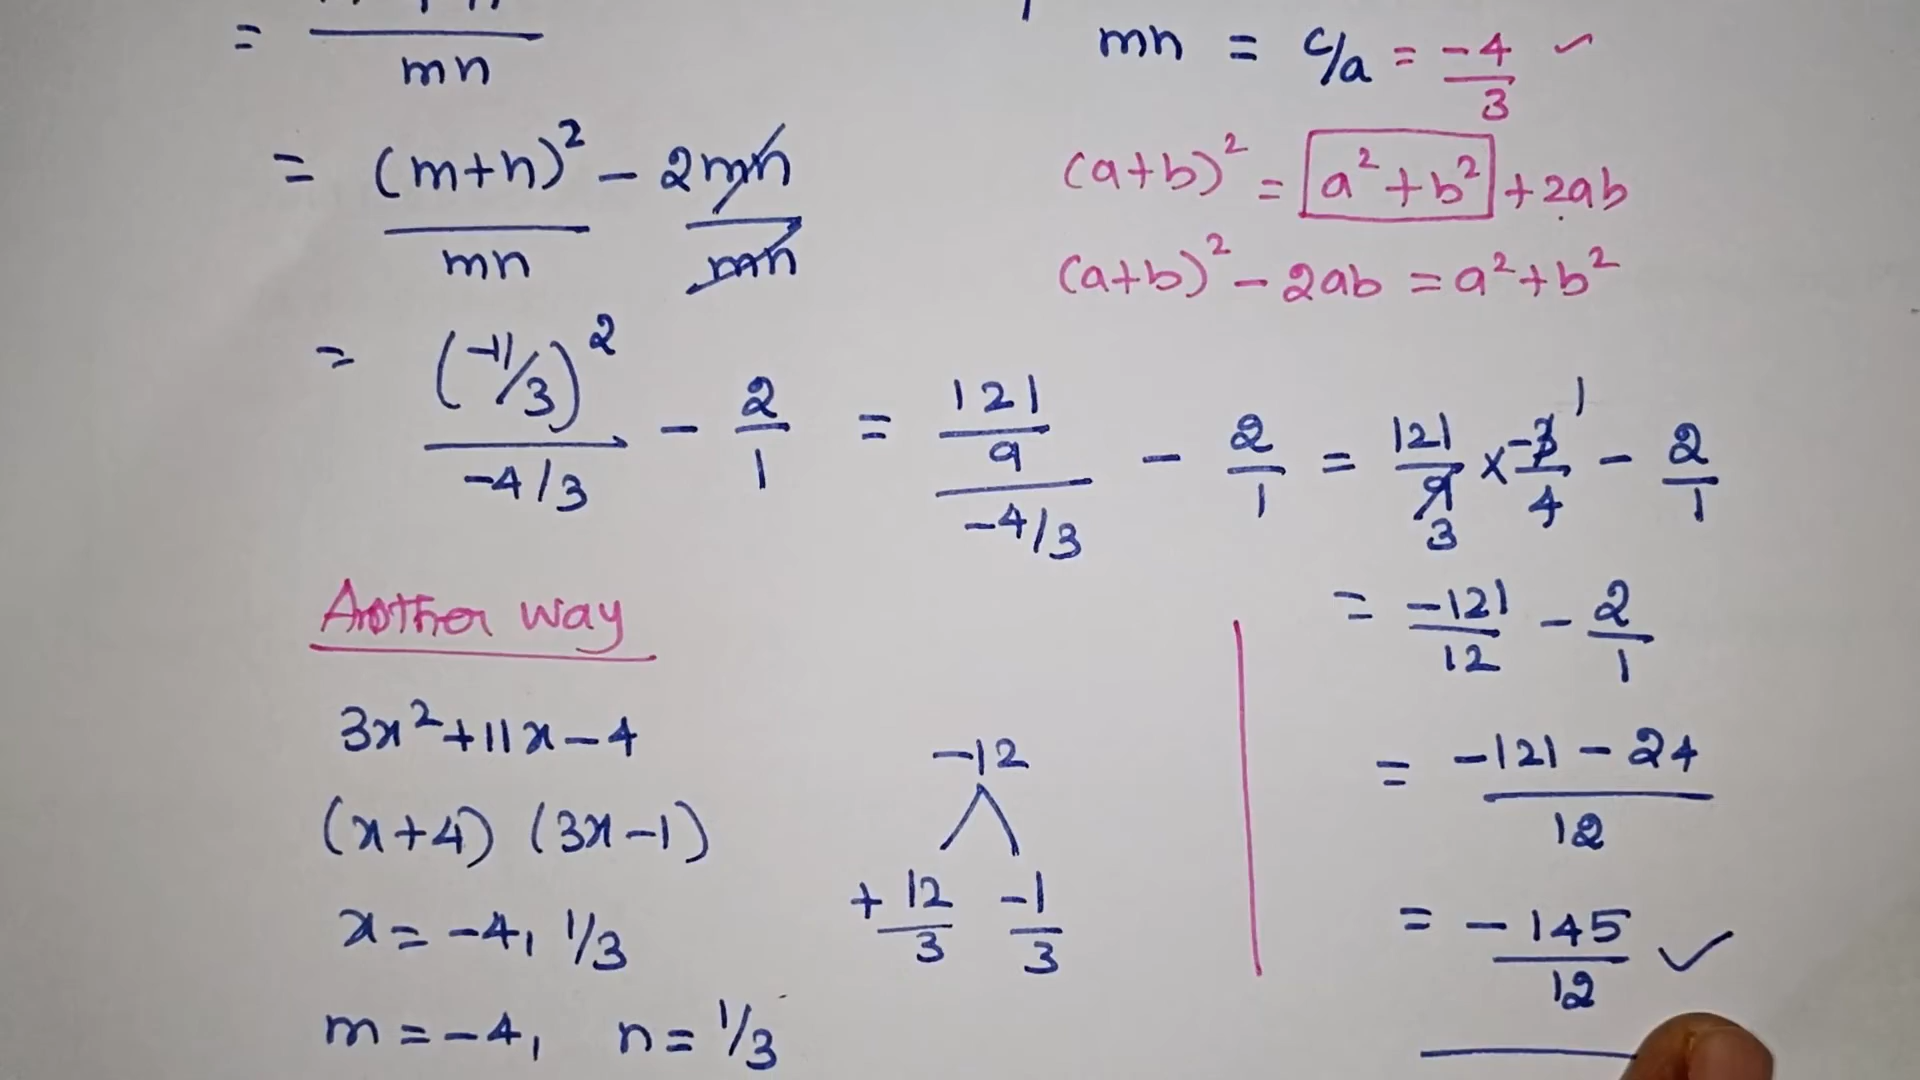 = ―― / mn
mn = c/a = -4/3 ✓
= (m+n)²/mn - 2mn/mn
(a+b)² = a²+b² +2ab
(a+b)² - 2ab = a²+b²
= (-11/3)²/-4/3 - 2/1 = 121/9/-4/3 - 2/1 = 121/9 3 × -3/4 1 - 2/1
= -121/12 - 2/1
= -121 - 24/12
= -145/12 ✓
Another way
3x²+11x-4
(x+4) (3x-1)
x = -4, 1/3
m = -4, n = 1/3
-12
+12/3 -1/3